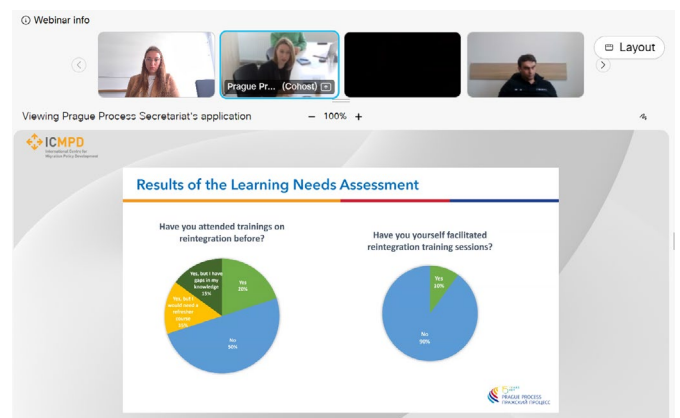 Webinar info
Layout
Prague Pr... (Cohost)
Viewing Prague Process Secretariat's application
− 100% +
ICMPD
International Centre for
Migration Policy Development
Results of the Learning Needs Assessment
Have you attended trainings on
reintegration before?
Yes, but I have
gaps in my
knowledge
15%
Yes
20%
Yes, but I
would need a
refresher
course
No
50%
Have you yourself facilitated
reintegration training sessions?
Yes
10%
No
90%
PRAGUE PROCESS
ПРАЖСКИЙ ПРОЦЕСС